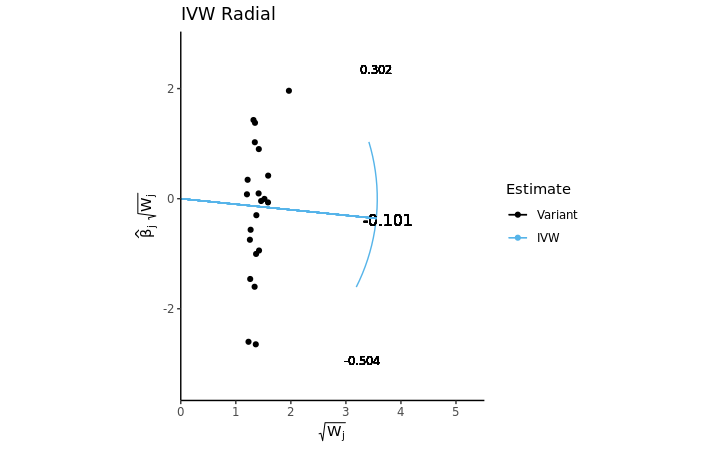 IVW Radial
0.302
2
0
-2
-0.101
-0.504
β̂j √Wj
0 1 2 3 4 5
√Wj
Estimate
Variant
IVW